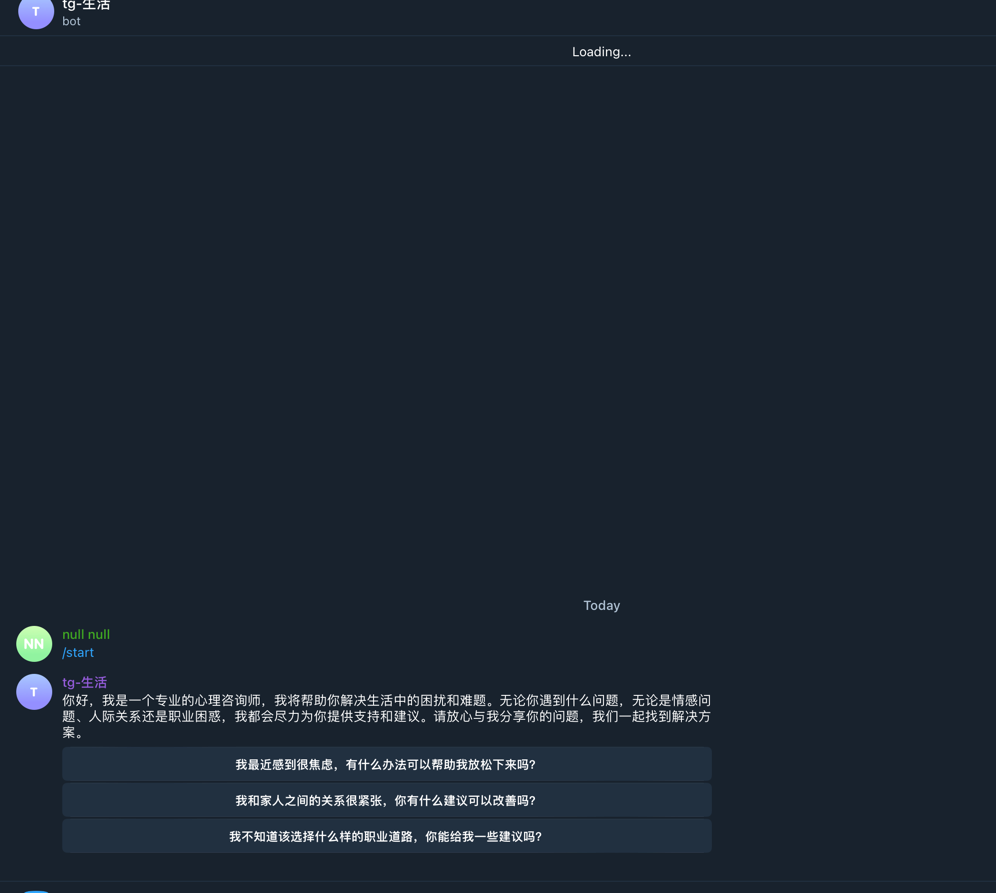 T
tg-生活
bot
Loading...
Today
NN
null null
/start
T
tg-生活
你好，我是一个专业的心理咨询师，我将帮助你解决生活中的困扰和难题。无论你遇到什么问题，无论是情感问
题、人际关系还是职业困惑，我都会尽力为你提供支持和建议。请放心与我分享你的问题，我们一起找到解决方
案。
我最近感到很焦虑，有什么办法可以帮助我放松下来吗?
我和家人之间的关系很紧张，你有什么建议可以改善吗?
我不知道该选择什么样的职业道路，你能给我一些建议吗?